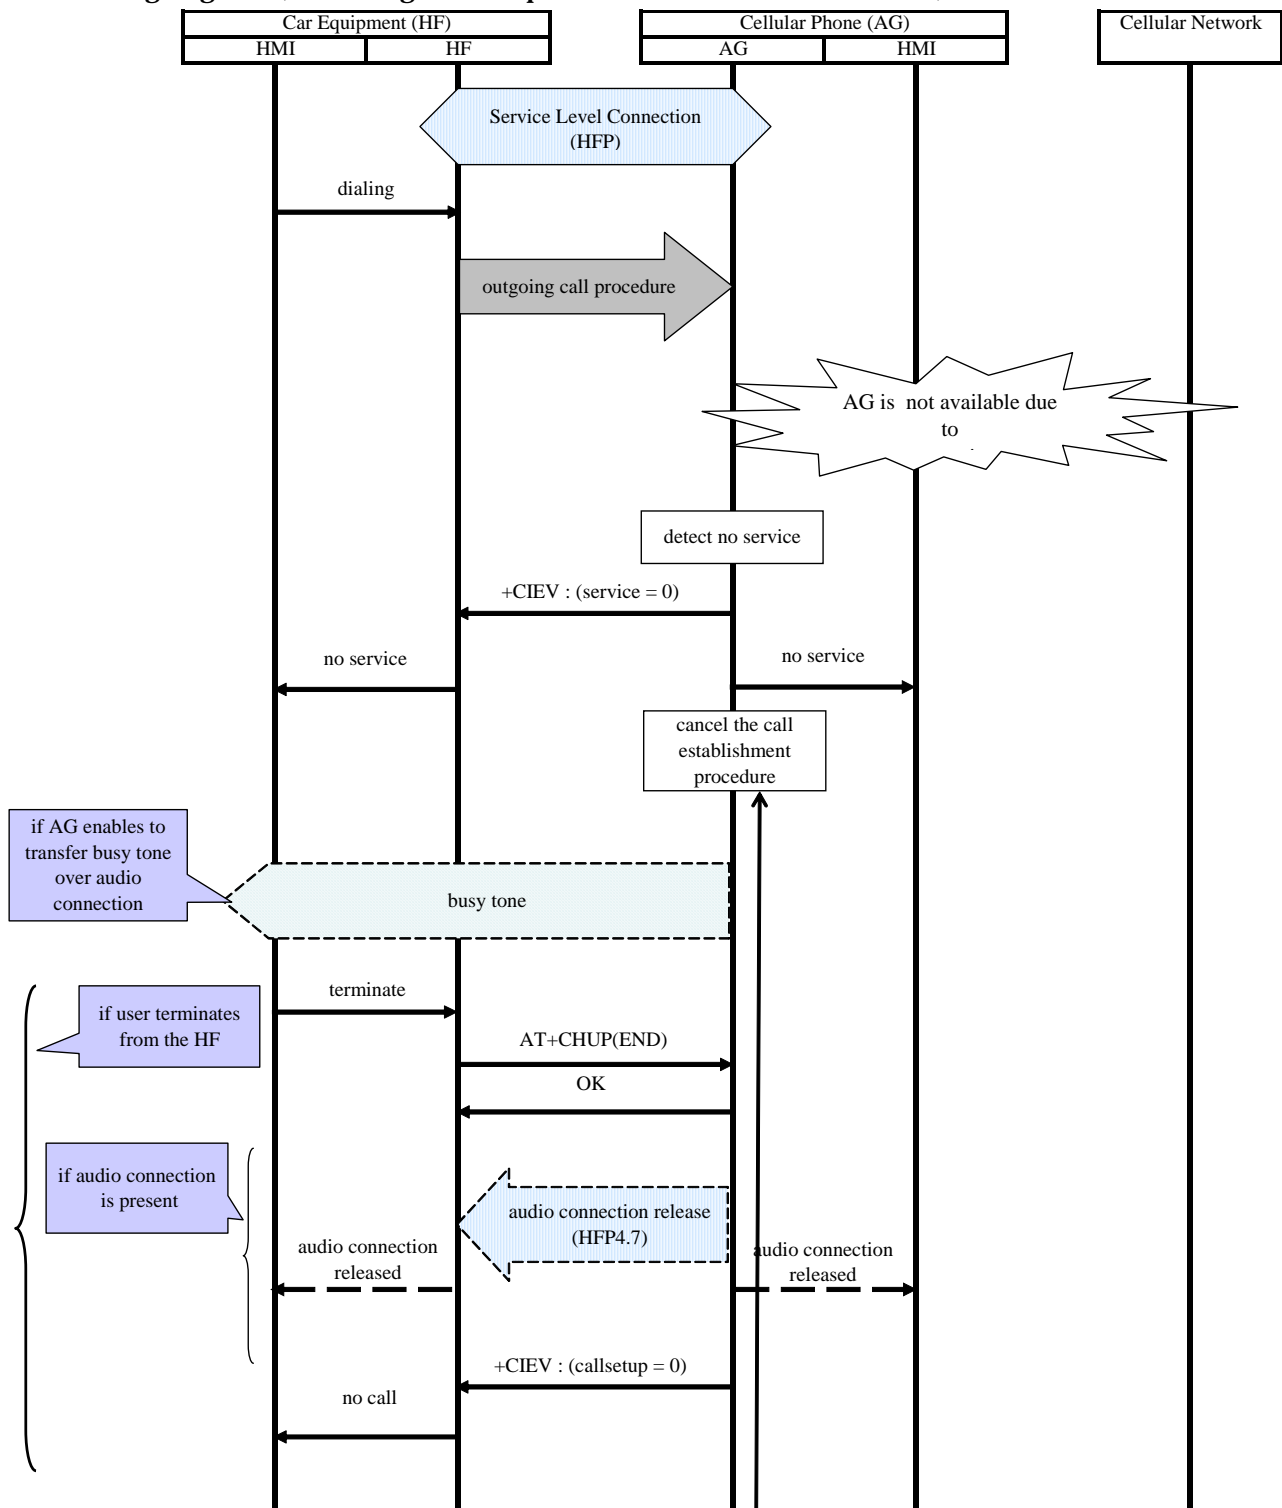 Car Equipment (HF)
Cellular Phone (AG)
Cellular Network
HMI
HF
AG
HMI
Service Level Connection
(HFP)
dialing
outgoing call procedure
AG is not available due
to
detect no service
+CIEV : (service = 0)
no service
no service
cancel the call
establishment
procedure
if AG enables to
transfer busy tone
over audio
connection
busy tone
terminate
if user terminates
from the HF
AT+CHUP(END)
OK
if audio connection
is present
audio connection release
(HFP4.7)
audio connection
released
audio connection
released
+CIEV : (callsetup = 0)
no call